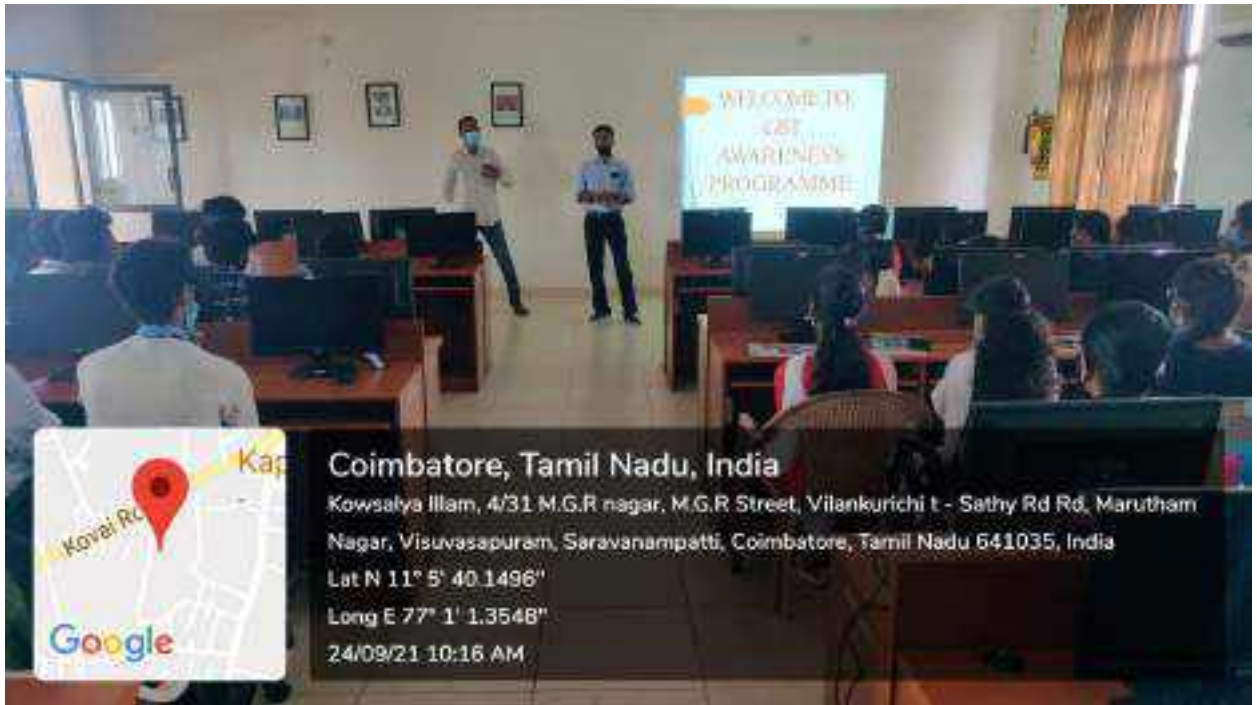 WELCOME TO
GST
AWARENESS
PROGRAMME
Kap
Kovai Rd
Google
Coimbatore, Tamil Nadu, India
Kowsalya Illam, 4/31 M.G.R nagar, M.G.R Street, Vilankurichi t - Sathy Rd Rd, Marutham
Nagar, Visuvasapuram, Saravanampatti, Coimbatore, Tamil Nadu 641035, India
Lat N 11° 5' 40.1496"
Long E 77° 1' 1.3548"
24/09/21 10:16 AM